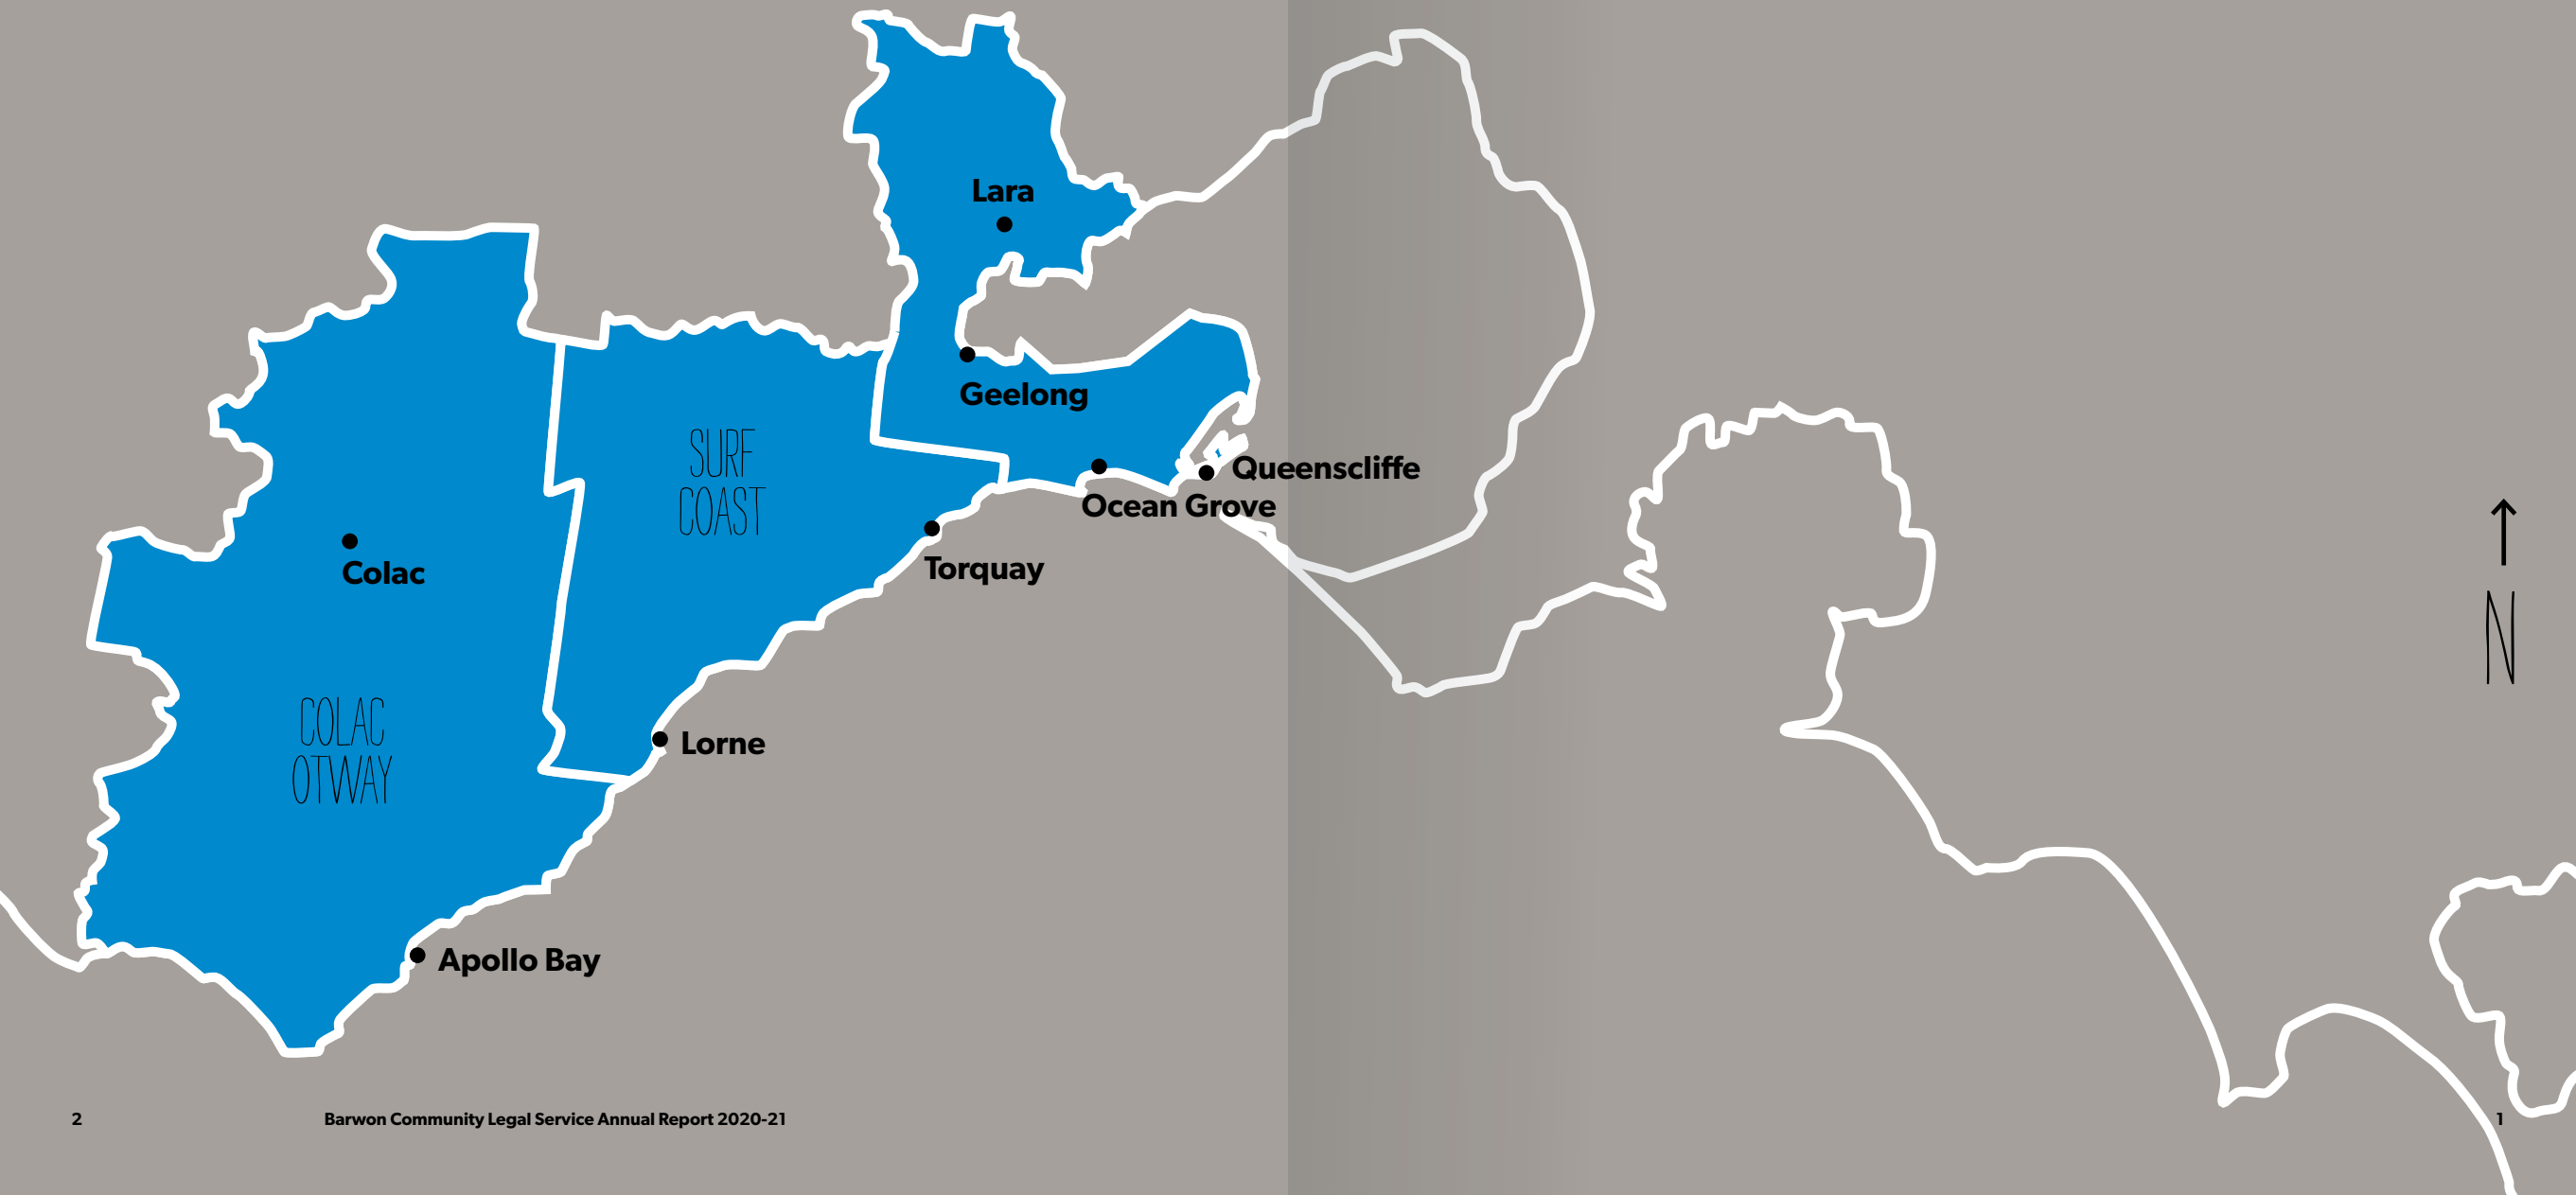 Lara
Geelong
SURF
COAST
Queenscliffe
Ocean Grove
Colac
Torquay
COLAC
OTWAY
Lorne
Apollo Bay
N
2
Barwon Community Legal Service Annual Report 2020-21
1